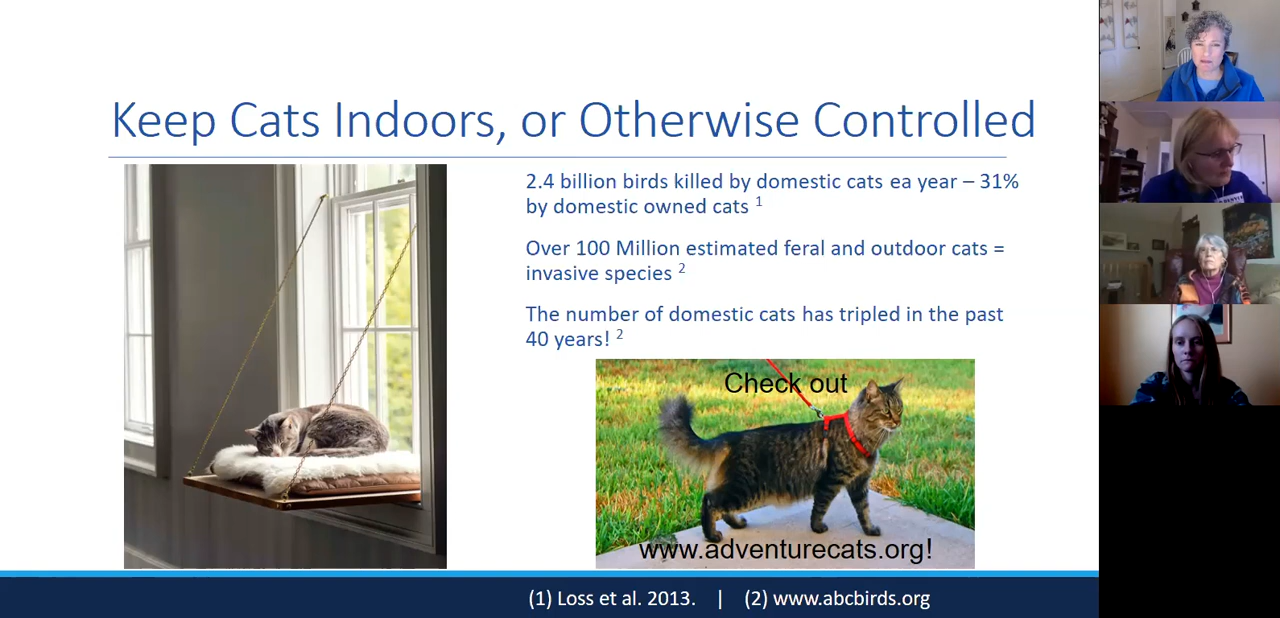 Keep Cats Indoors, or Otherwise Controlled
2.4 billion birds killed by domestic cats ea year – 31%
by domestic owned cats 1
Over 100 Million estimated feral and outdoor cats =
invasive species 2
The number of domestic cats has tripled in the past
40 years! 2
Check out
www.adventurecats.org!
(1) Loss et al. 2013. | (2) www.abcbirds.org